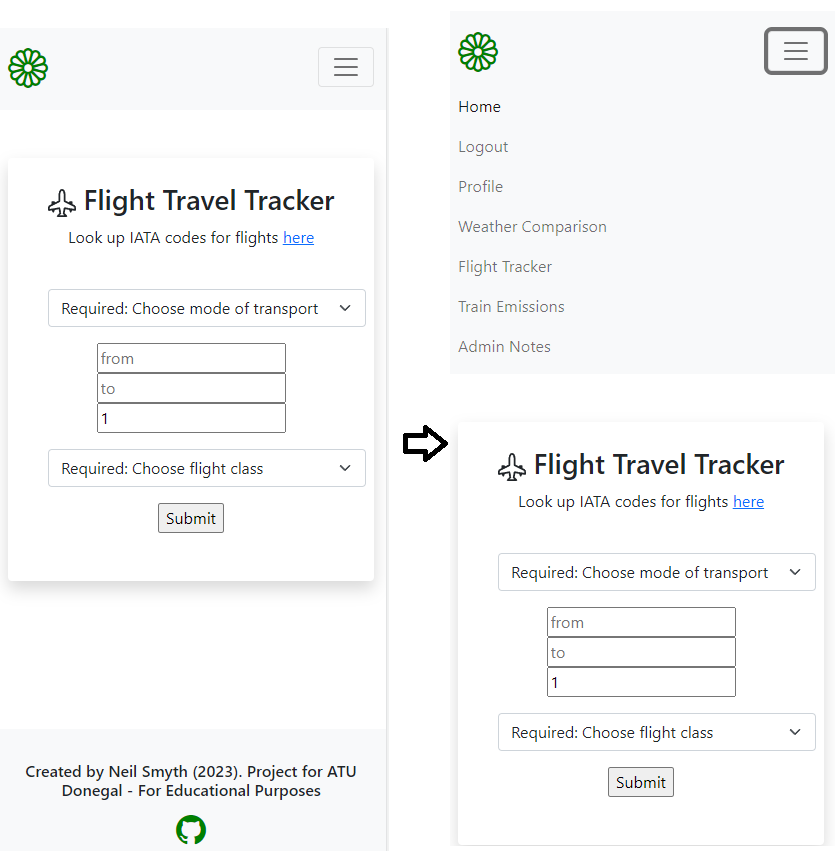 Flight Travel Tracker
Look up IATA codes for flights here
Required: Choose mode of transport
from
to
1
Required: Choose flight class
Submit
Created by Neil Smyth (2023). Project for ATU
Donegal - For Educational Purposes
Home
Logout
Profile
Weather Comparison
Flight Tracker
Train Emissions
Admin Notes
Flight Travel Tracker
Look up IATA codes for flights here
Required: Choose mode of transport
from
to
1
Required: Choose flight class
Submit